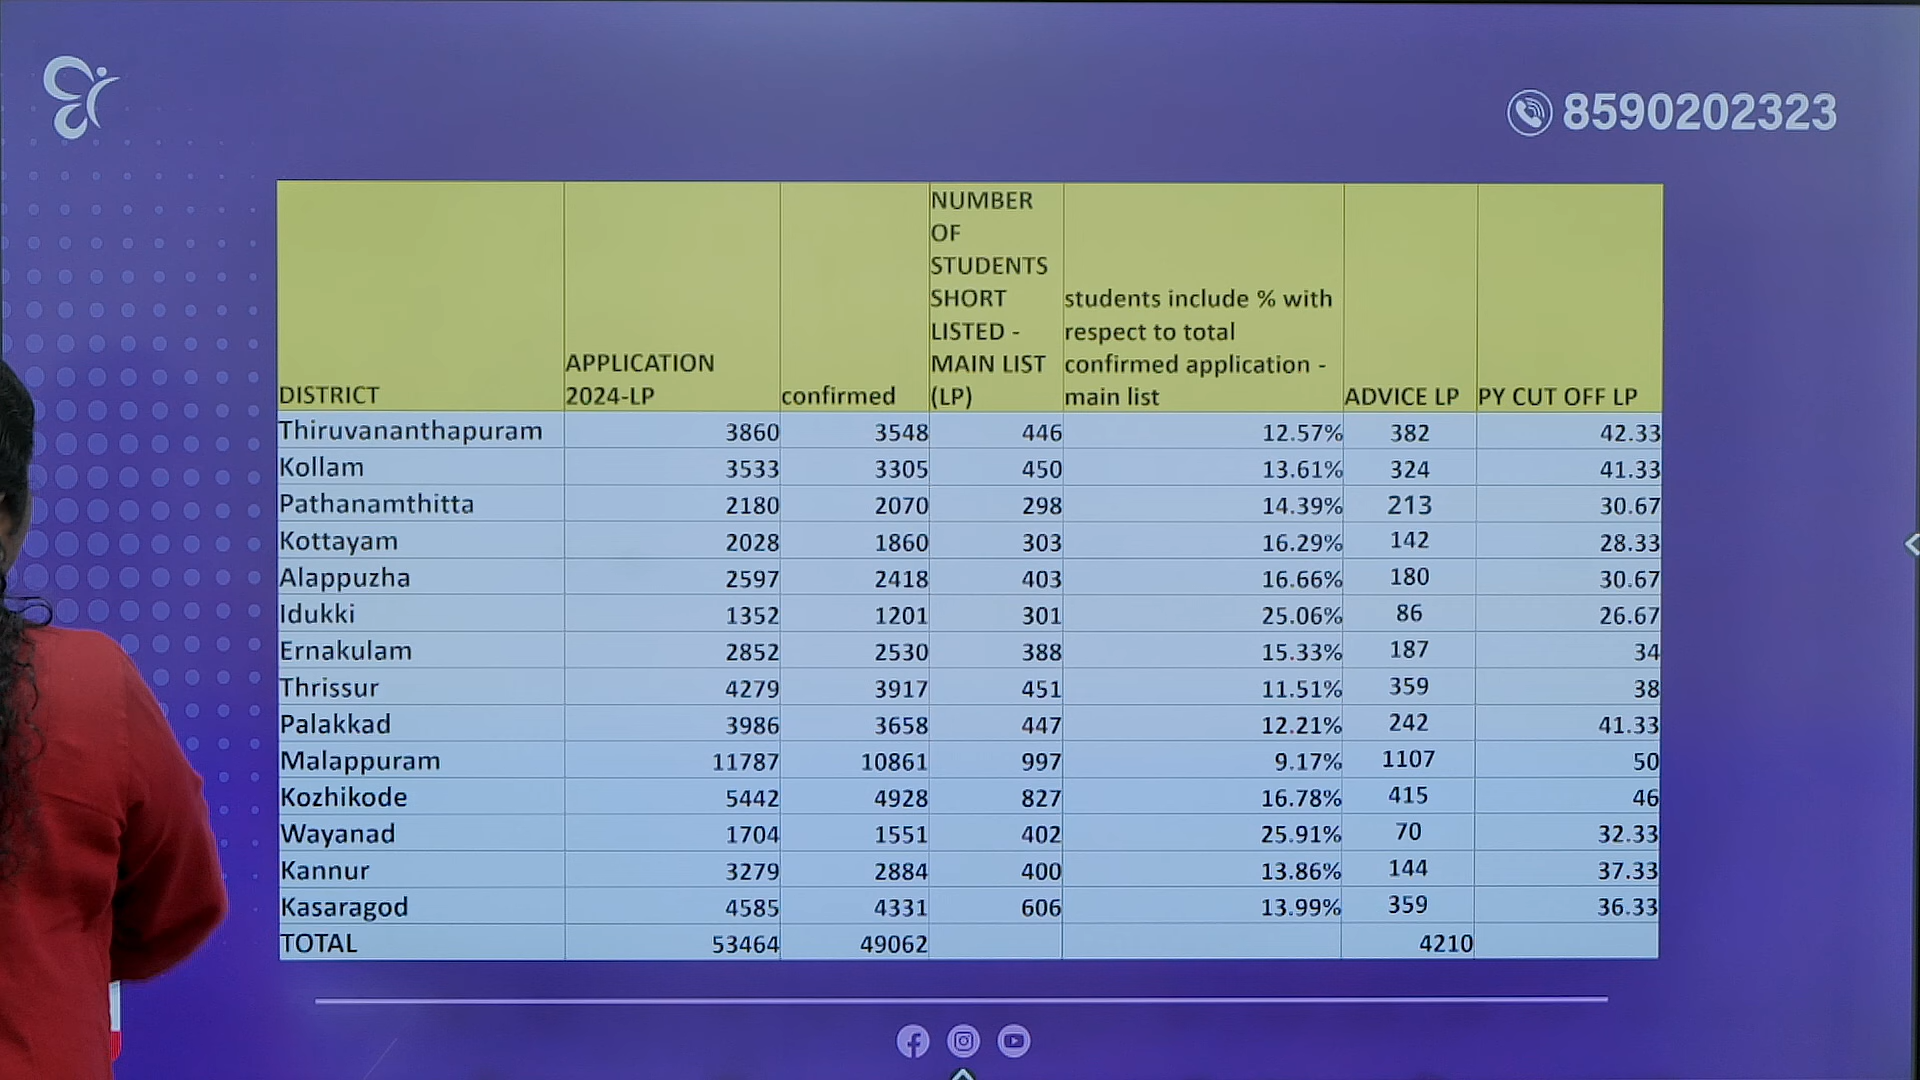 8590202323
NUMBER
OF
STUDENTS
SHORT
LISTED -
MAIN LIST
(LP)
students include % with
respect to total
confirmed application -
main list
APPLICATION
2024-LP
DISTRICT confirmed ADVICE LP PY CUT OFF LP
Thiruvananthapuram 3860 3548 446 12.57% 382 42.33
Kollam 3533 3305 450 13.61% 324 41.33
Pathanamthitta 2180 2070 298 14.39% 213 30.67
Kottayam 2028 1860 303 16.29% 142 28.33
Alappuzha 2597 2418 403 16.66% 180 30.67
Idukki 1352 1201 301 25.06% 86 26.67
Ernakulam 2852 2530 388 15.33% 187 34
Thrissur 4279 3917 451 11.51% 359 38
Palakkad 3986 3658 447 12.21% 242 41.33
Malappuram 11787 10861 997 9.17% 1107 50
Kozhikode 5442 4928 827 16.78% 415 46
Wayanad 1704 1551 402 25.91% 70 32.33
Kannur 3279 2884 400 13.86% 144 37.33
Kasaragod 4585 4331 606 13.99% 359 36.33
TOTAL 53464 49062 4210